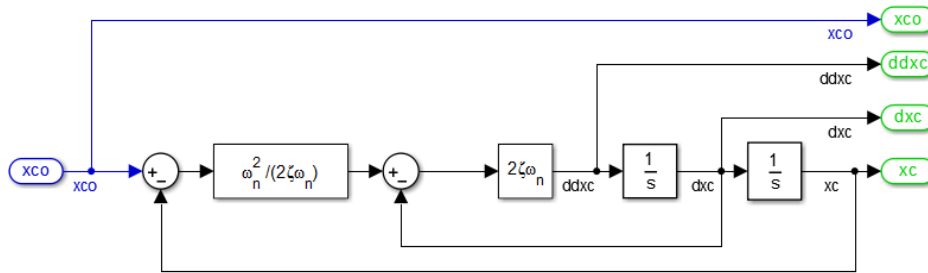 xco
xco
ddxc
ddxc
dxc
dxc
xco
xco
+
−
ω_n^2/(2ζω_n)
+
−
2ζω_n
ddxc
1
s
dxc
1
s
xc
xc